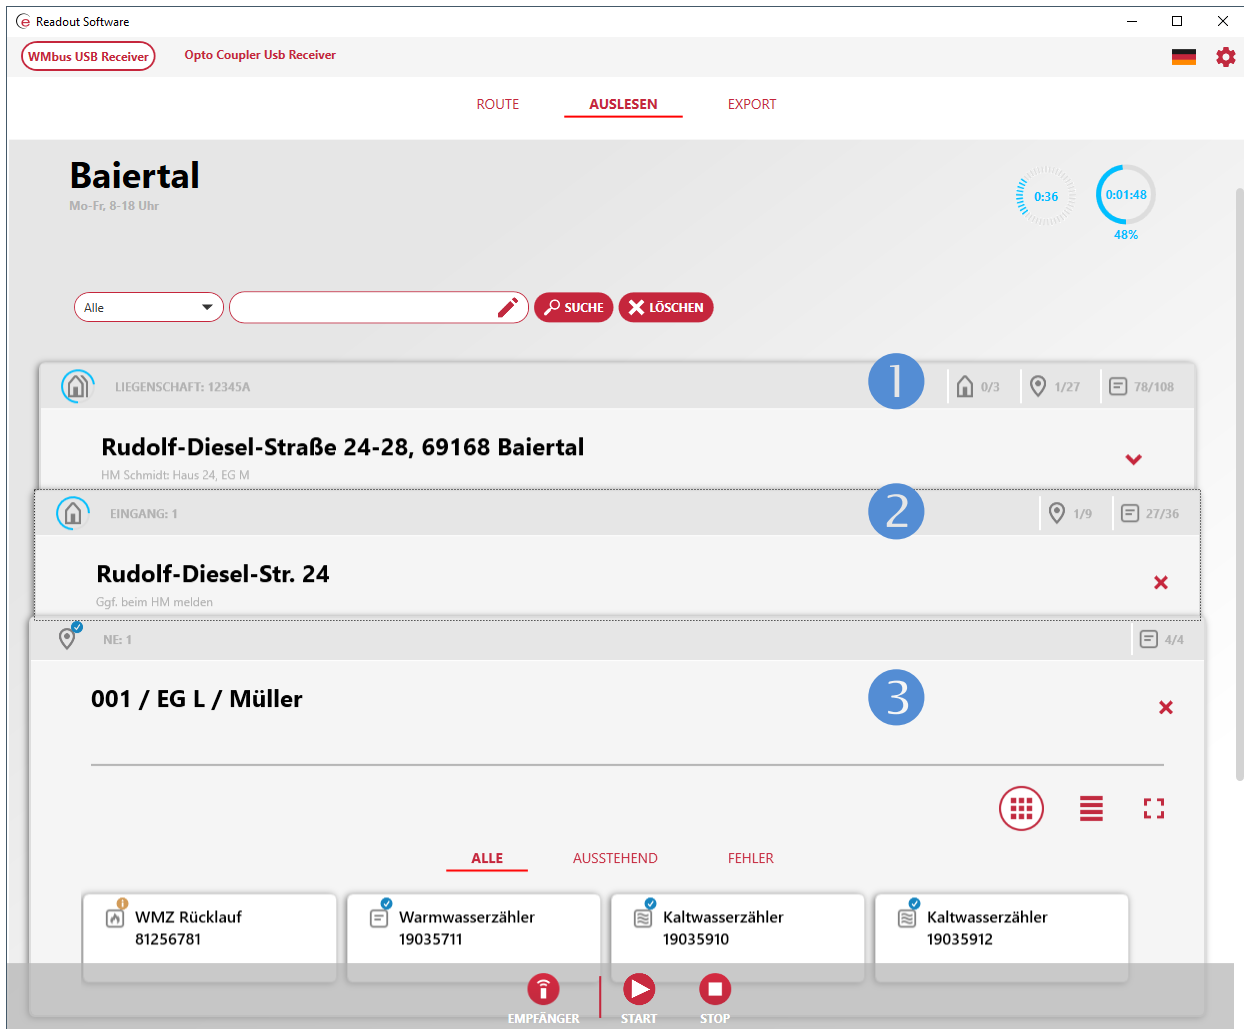 Readout Software
WMbus USB Receiver Opto Coupler Usb Receiver
ROUTE AUSLESEN EXPORT
Baiertal
Mo-Fr, 8-18 Uhr
0:36 0:01:48
48%
Alle SUCHE LÖSCHEN
LIEGENSCHAFT: 12345A 1 0/3 1/27 78/108
Rudolf-Diesel-Straße 24-28, 69168 Baiertal
HM Schmidt: Haus 24, EG M
EINGANG: 1 2 1/9 27/36
Rudolf-Diesel-Str. 24
Ggf. beim HM melden
NE: 1 4/4
001 / EG L / Müller 3
ALLE AUSSTEHEND FEHLER
WMZ Rücklauf Warmwasserzähler Kaltwasserzähler Kaltwasserzähler
81256781 19035711 19035910 19035912
EMPFÄNGER START STOP